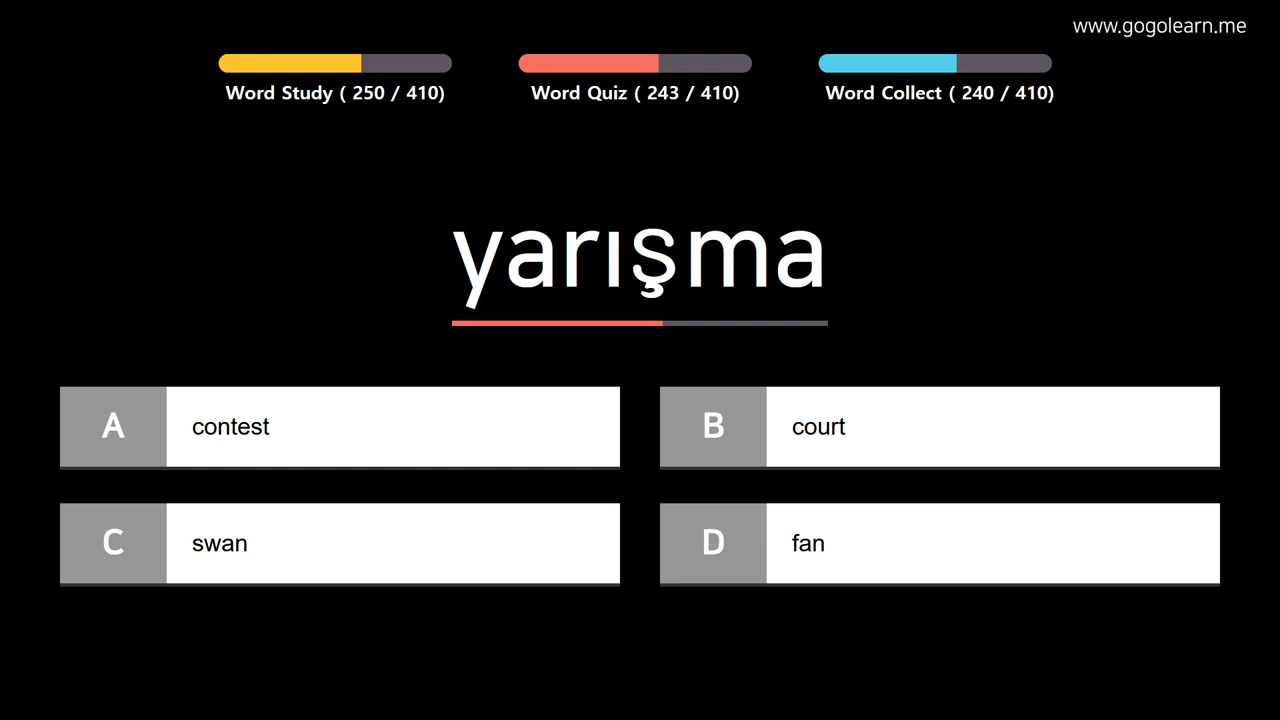 www.gogolearn.me
Word Study ( 250 / 410)
Word Quiz ( 243 / 410)
Word Collect ( 240 / 410)
yarışma
A contest
B court
C swan
D fan